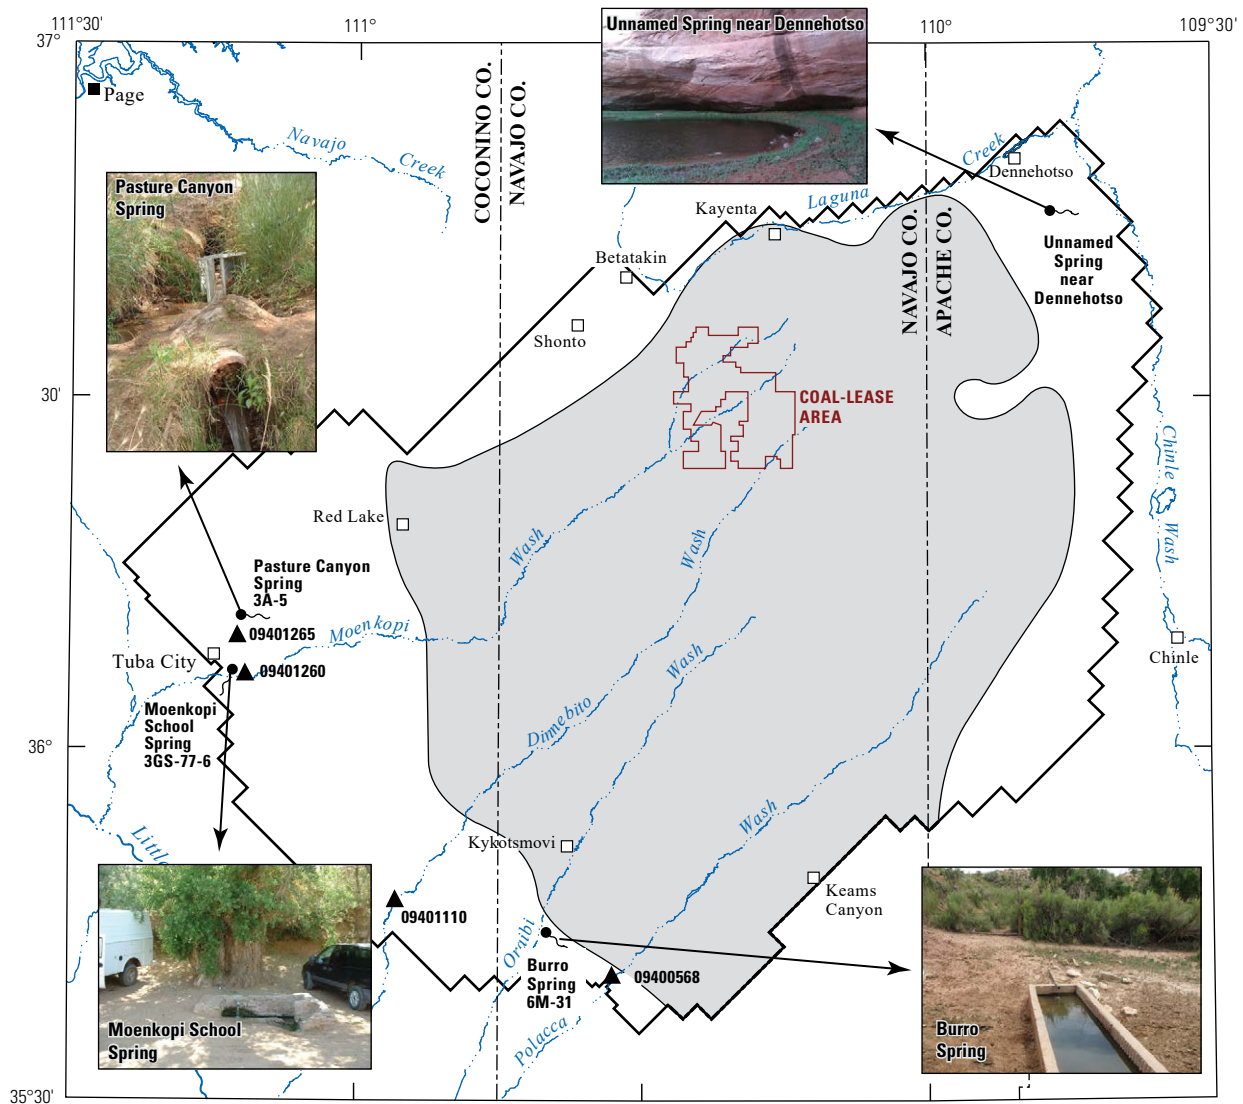 111°30'
111°
110°
109°30'
37°
Unnamed Spring near Dennehotso
Page
COCONINO CO.
NAVAJO CO.
Navajo
Creek
Creek
Dennehotso
Pasture Canyon
Spring
Laguna
Kayenta
NAVAJO CO.
APACHE CO.
Unnamed
Spring
near
Dennehotso
Betatakin
Shonto
30'
COAL-LEASE
AREA
Chinle
Wash
Red Lake
Wash
Wash
Pasture Canyon
Spring
3A-5
09401265
Moenkopi
Tuba City
09401260
Wash
Chinle
Moenkopi
School
Spring
3GS-77-6
Dinnebito
36°
Wash
Little
Kykotsmovi
Keams
Canyon
09401110
Oraibi
Burro
Spring
6M-31
09400568
Polacca
Moenkopi School
Spring
Burro
Spring
35°30'